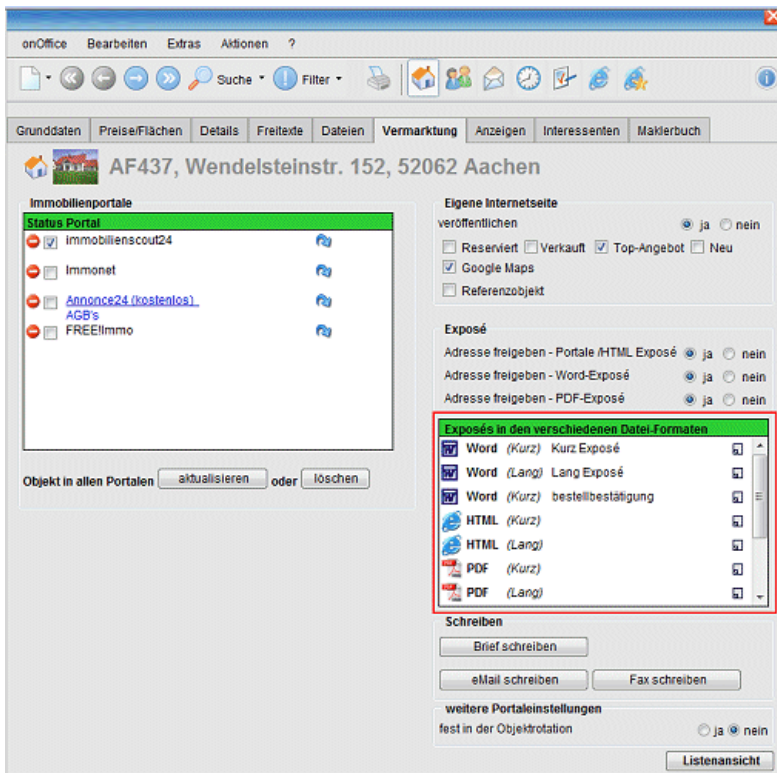 onOffice Bearbeiten Extras Aktionen ?
Suche Filter
Grunddaten Preise/Flächen Details Freitexte Dateien Vermarktung Anzeigen Interessenten Maklerbuch
AF437, Wendelsteinstr. 152, 52062 Aachen
Immobilienportale
Status Portal
immobilienscout24
Immonet
Annonce24 (kostenlos)
AGB's
FREE!Immo
Objekt in allen Portalen aktualisieren oder löschen
Eigene Internetseite
veröffentlichen ja nein
Reserviert Verkauft Top-Angebot Neu
Google Maps
Referenzobjekt
Exposé
Adresse freigeben - Portale /HTML Exposé ja nein
Adresse freigeben - Word-Exposé ja nein
Adresse freigeben - PDF-Exposé ja nein
Exposés in den verschiedenen Datei-Formaten
Word (Kurz) Kurz Exposé
Word (Lang) Lang Exposé
Word (Kurz) bestellbestätigung
HTML (Kurz)
HTML (Lang)
PDF (Kurz)
PDF (Lang)
Schreiben
Brief schreiben
eMail schreiben Fax schreiben
weitere Portaleinstellungen
fest in der Objektrotation ja nein
Listenansicht